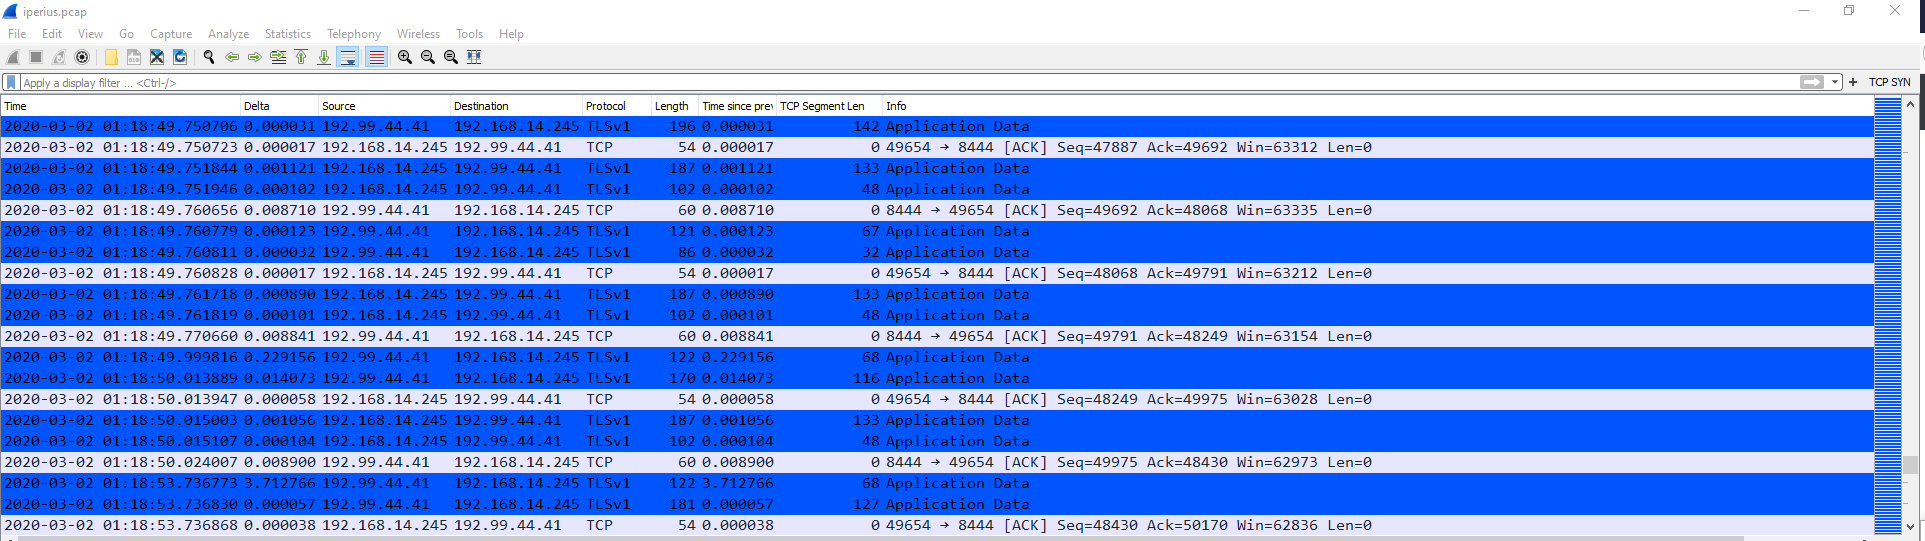 iperius.pcap
File Edit View Go Capture Analyze Statistics Telephony Wireless Tools Help
Apply a display filter ... <Ctrl-/> + TCP SYN
Time Delta Source Destination Protocol Length Time since prev TCP Segment Len Info
2020-03-02 01:18:49.750706 0.000031 192.99.44.41 192.168.14.245 TLSv1 196 0.000031 142 Application Data
2020-03-02 01:18:49.750723 0.000017 192.168.14.245 192.99.44.41 TCP 54 0.000017 0 49654 → 8444 [ACK] Seq=47887 Ack=49692 Win=63312 Len=0
2020-03-02 01:18:49.751844 0.001121 192.168.14.245 192.99.44.41 TLSv1 187 0.001121 133 Application Data
2020-03-02 01:18:49.751946 0.000102 192.168.14.245 192.99.44.41 TLSv1 102 0.000102 48 Application Data
2020-03-02 01:18:49.760656 0.008710 192.99.44.41 192.168.14.245 TCP 60 0.008710 0 8444 → 49654 [ACK] Seq=49692 Ack=48068 Win=63335 Len=0
2020-03-02 01:18:49.760779 0.000123 192.99.44.41 192.168.14.245 TLSv1 121 0.000123 67 Application Data
2020-03-02 01:18:49.760811 0.000032 192.99.44.41 192.168.14.245 TLSv1 86 0.000032 32 Application Data
2020-03-02 01:18:49.760828 0.000017 192.168.14.245 192.99.44.41 TCP 54 0.000017 0 49654 → 8444 [ACK] Seq=48068 Ack=49791 Win=63212 Len=0
2020-03-02 01:18:49.761718 0.000890 192.168.14.245 192.99.44.41 TLSv1 187 0.000890 133 Application Data
2020-03-02 01:18:49.761819 0.000101 192.168.14.245 192.99.44.41 TLSv1 102 0.000101 48 Application Data
2020-03-02 01:18:49.770660 0.008841 192.99.44.41 192.168.14.245 TCP 60 0.008841 0 8444 → 49654 [ACK] Seq=49791 Ack=48249 Win=63154 Len=0
2020-03-02 01:18:49.999816 0.229156 192.99.44.41 192.168.14.245 TLSv1 122 0.229156 68 Application Data
2020-03-02 01:18:50.013889 0.014073 192.99.44.41 192.168.14.245 TLSv1 170 0.014073 116 Application Data
2020-03-02 01:18:50.013947 0.000058 192.168.14.245 192.99.44.41 TCP 54 0.000058 0 49654 → 8444 [ACK] Seq=48249 Ack=49975 Win=63028 Len=0
2020-03-02 01:18:50.015003 0.001056 192.168.14.245 192.99.44.41 TLSv1 187 0.001056 133 Application Data
2020-03-02 01:18:50.015107 0.000104 192.168.14.245 192.99.44.41 TLSv1 102 0.000104 48 Application Data
2020-03-02 01:18:50.024007 0.008900 192.99.44.41 192.168.14.245 TCP 60 0.008900 0 8444 → 49654 [ACK] Seq=49975 Ack=48430 Win=62973 Len=0
2020-03-02 01:18:53.736773 3.712766 192.99.44.41 192.168.14.245 TLSv1 122 3.712766 68 Application Data
2020-03-02 01:18:53.736830 0.000057 192.99.44.41 192.168.14.245 TLSv1 181 0.000057 127 Application Data
2020-03-02 01:18:53.736868 0.000038 192.168.14.245 192.99.44.41 TCP 54 0.000038 0 49654 → 8444 [ACK] Seq=48430 Ack=50170 Win=62836 Len=0